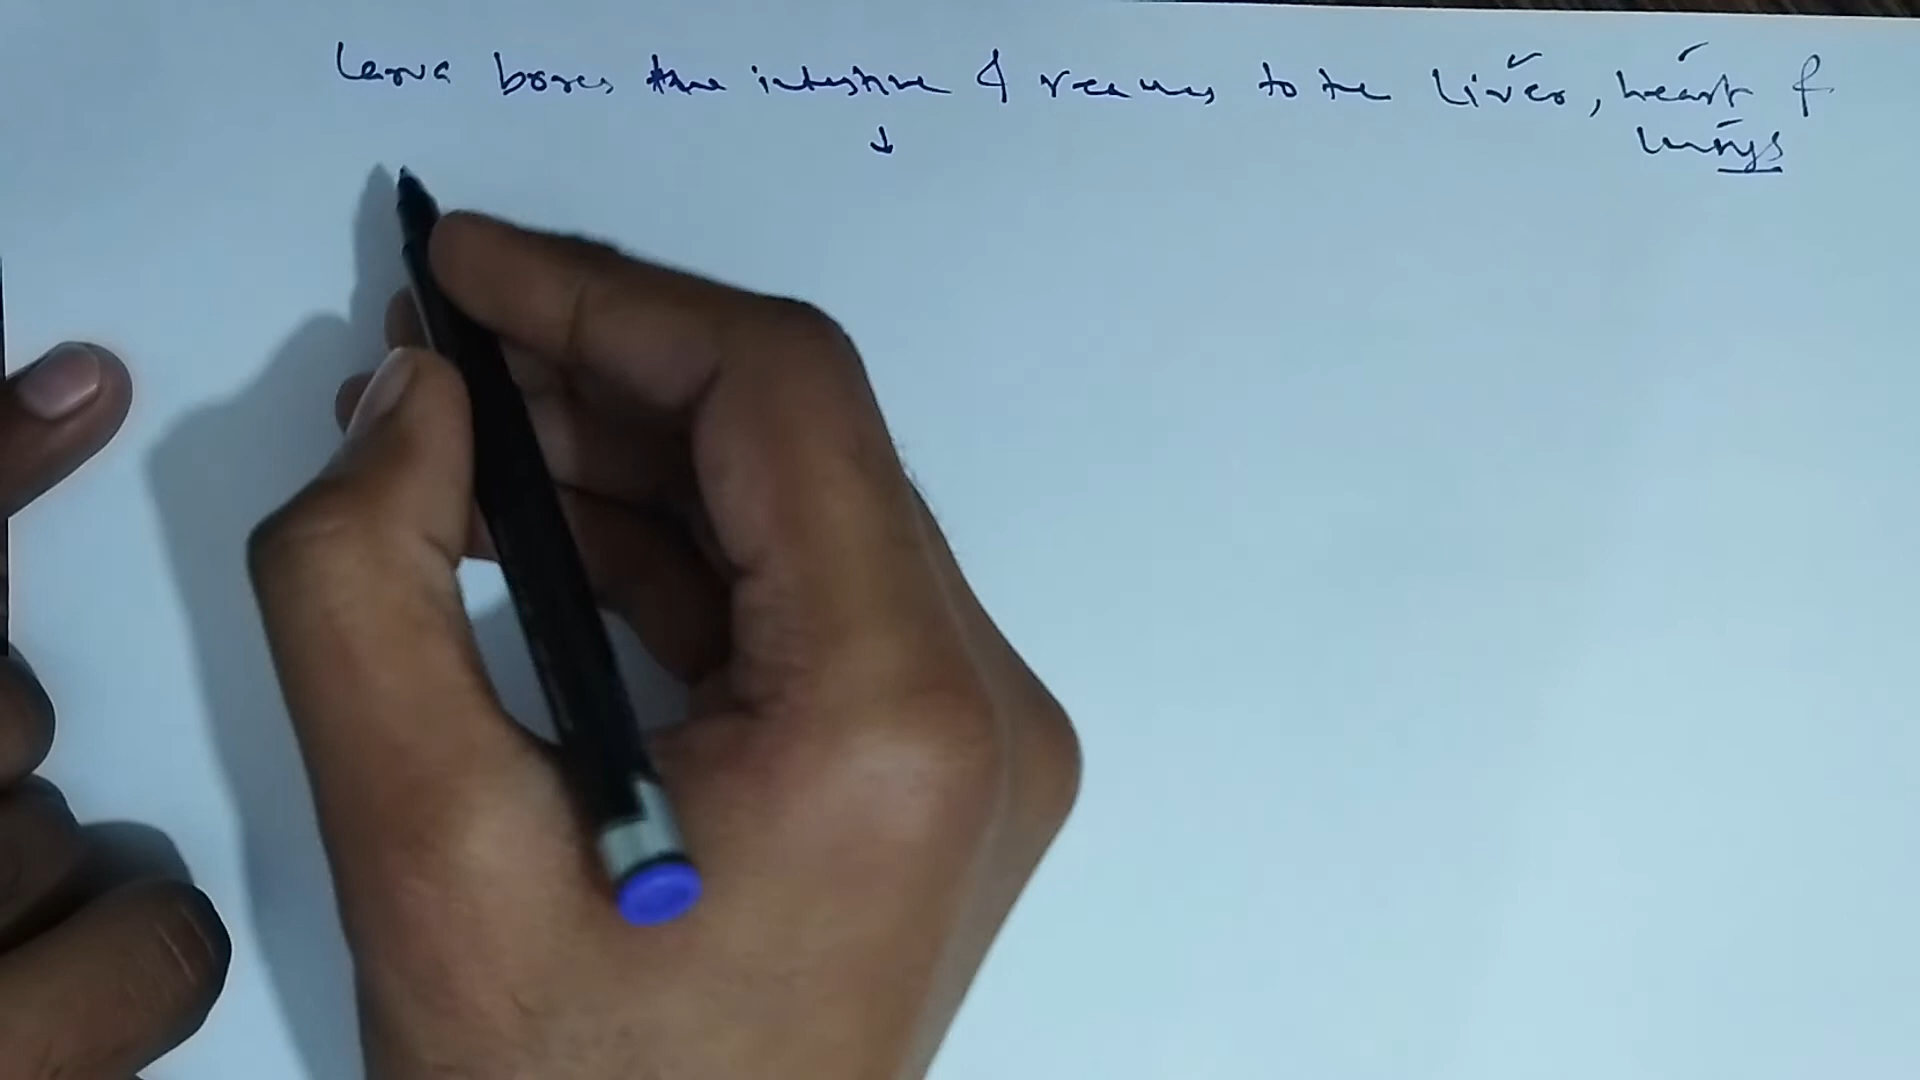 Larva bores the intestine & reaches to the liver, heart &
lungs